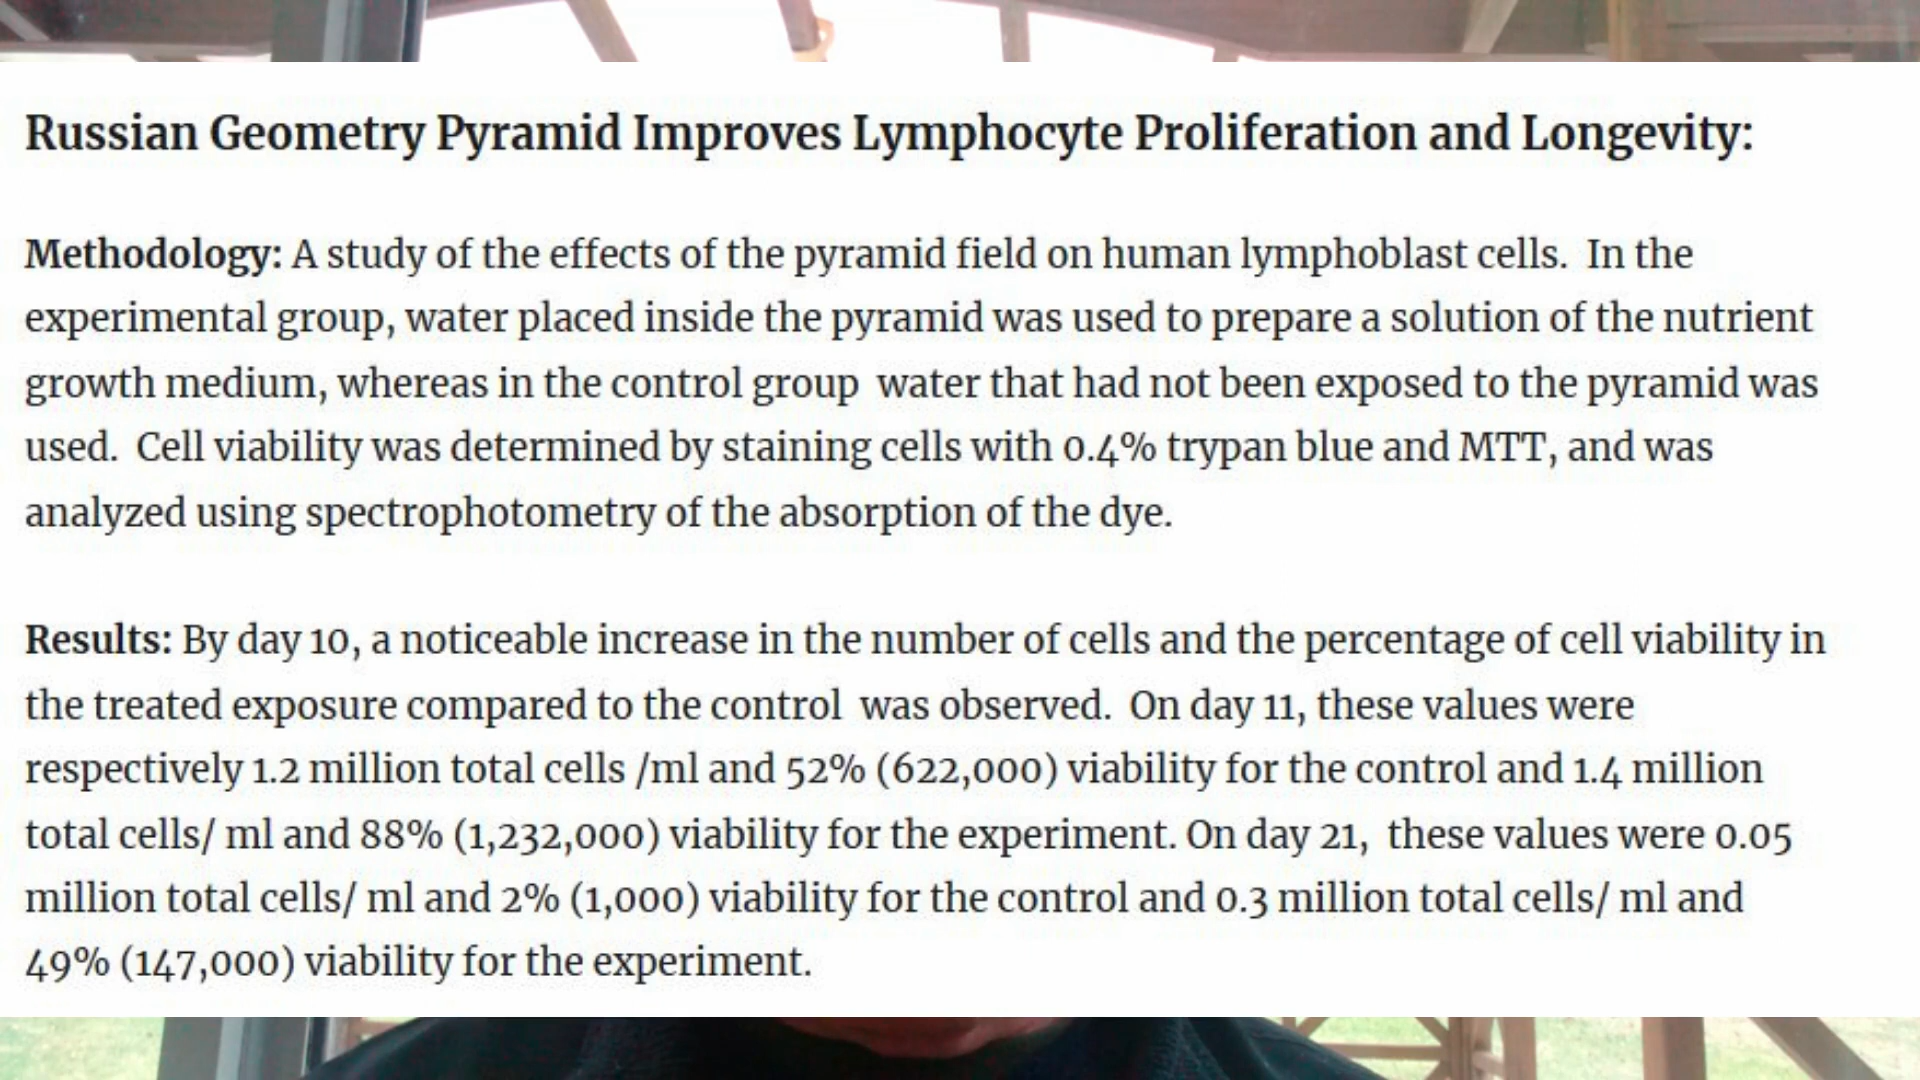 Russian Geometry Pyramid Improves Lymphocyte Proliferation and Longevity:
Methodology: A study of the effects of the pyramid field on human lymphoblast cells. In the
experimental group, water placed inside the pyramid was used to prepare a solution of the nutrient
growth medium, whereas in the control group water that had not been exposed to the pyramid was
used. Cell viability was determined by staining cells with 0.4% trypan blue and MTT, and was
analyzed using spectrophotometry of the absorption of the dye.
Results: By day 10, a noticeable increase in the number of cells and the percentage of cell viability in
the treated exposure compared to the control was observed. On day 11, these values were
respectively 1.2 million total cells /ml and 52% (622,000) viability for the control and 1.4 million
total cells/ ml and 88% (1,232,000) viability for the experiment. On day 21, these values were 0.05
million total cells/ ml and 2% (1,000) viability for the control and 0.3 million total cells/ ml and
49% (147,000) viability for the experiment.